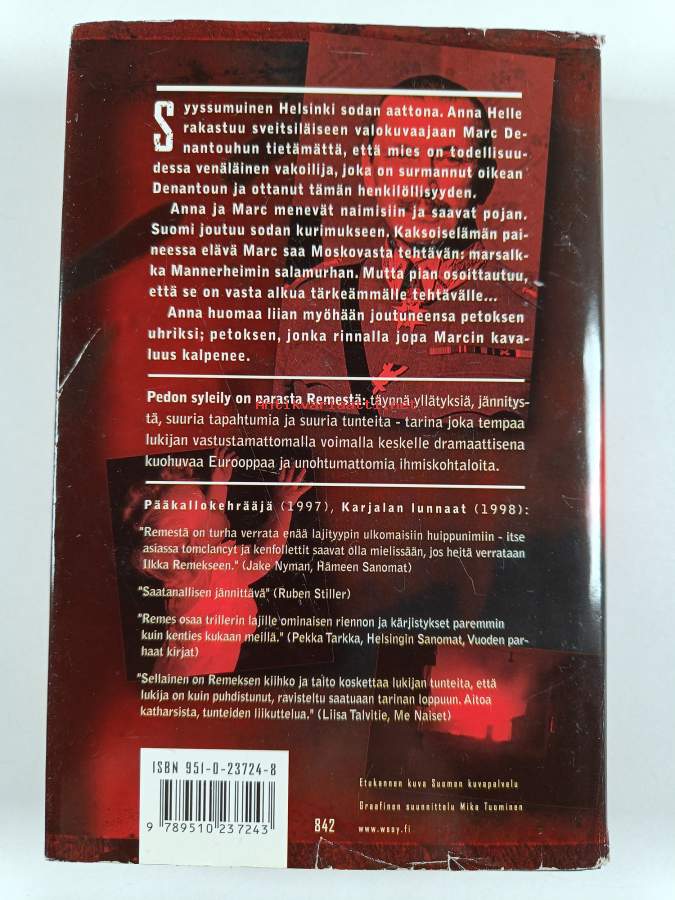 Syyssumuinen Helsinki sodan aattona. Anna Helle
rakastuu sveitsiläiseen valokuvaajaan Marc De-
nantouhun tietämättä, että mies on todellisuu-
dessa venäläinen vakoilija, joka on surmannut oikean
Denantoun ja ottanut tämän henkilöllisyyden.
Anna ja Marc menevät naimisiin ja saavat pojan.
Suomi joutuu sodan kurimukseen. Kaksoiselämän pai-
neessa elävä Marc saa Moskovasta tehtävän: marsalk-
ka Mannerheimin salamurhan. Mutta pian osoittautuu,
että se on vasta alkua tärkeämmälle tehtävälle...
Anna huomaa liian myöhään joutuneensa petoksen
uhriksi; petoksen, jonka rinnalla jopa Marcin kava-
luus kalpenee.
Pedon syleily on parasta Remestä: täynnä yllätyksiä, jännitys-
tä, suuria tapahtumia ja suuria tunteita - tarina joka tempaa
lukijan vastustamattomalla voimalla keskelle dramaattisena
kuohuvaa Eurooppaa ja unohtumattomia ihmiskohtaloita.
Pääkallokehrääjä (1997), Karjalan lunnaat (1998):
"Remestä on turha verrata enää lajityypin ulkomaisiin huippunimiin - itse
asiassa tomclancyt ja kenfollettit saavat olla mielissään, jos heitä verrataan
Ilkka Remekseen." (Jake Nyman, Hämeen Sanomat)
"Saatanallisen jännittävä" (Ruben Stiller)
"Remes osaa trillerin lajille ominaisen riennon ja kärjistykset paremmin
kuin kenties kukaan meillä." (Pekka Tarkka, Helsingin Sanomat, Vuoden par-
haat kirjat)
"Sellainen on Remeksen kiihko ja taito koskettaa lukijan tunteita, että
lukija on kuin puhdistunut, ravisteltu saatuaan tarinan loppuun. Aitoa
katharsista, tunteiden liikuttelua." (Liisa Talvitie, Me Naiset)
ISBN 951-0-23724-8
9 789510 237243
842
Etukannen kuva Suomen kuvapalvelu
Graafinen suunnittelu Mika Tuominen
www.wsoy.fi